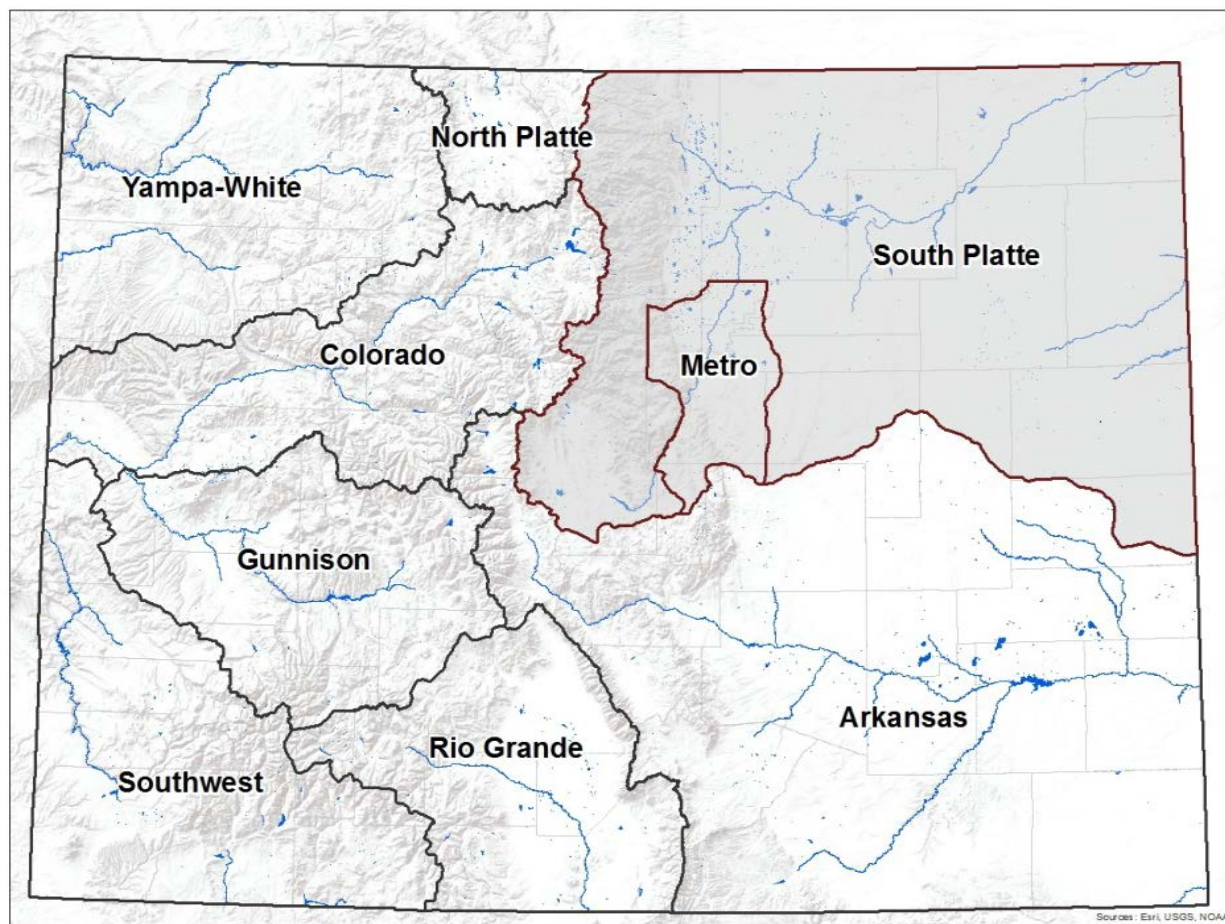 North Platte
Yampa-White
South Platte
Colorado
Metro
Gunnison
Arkansas
Rio Grande
Southwest
Sources: Esri, USGS, NOAA